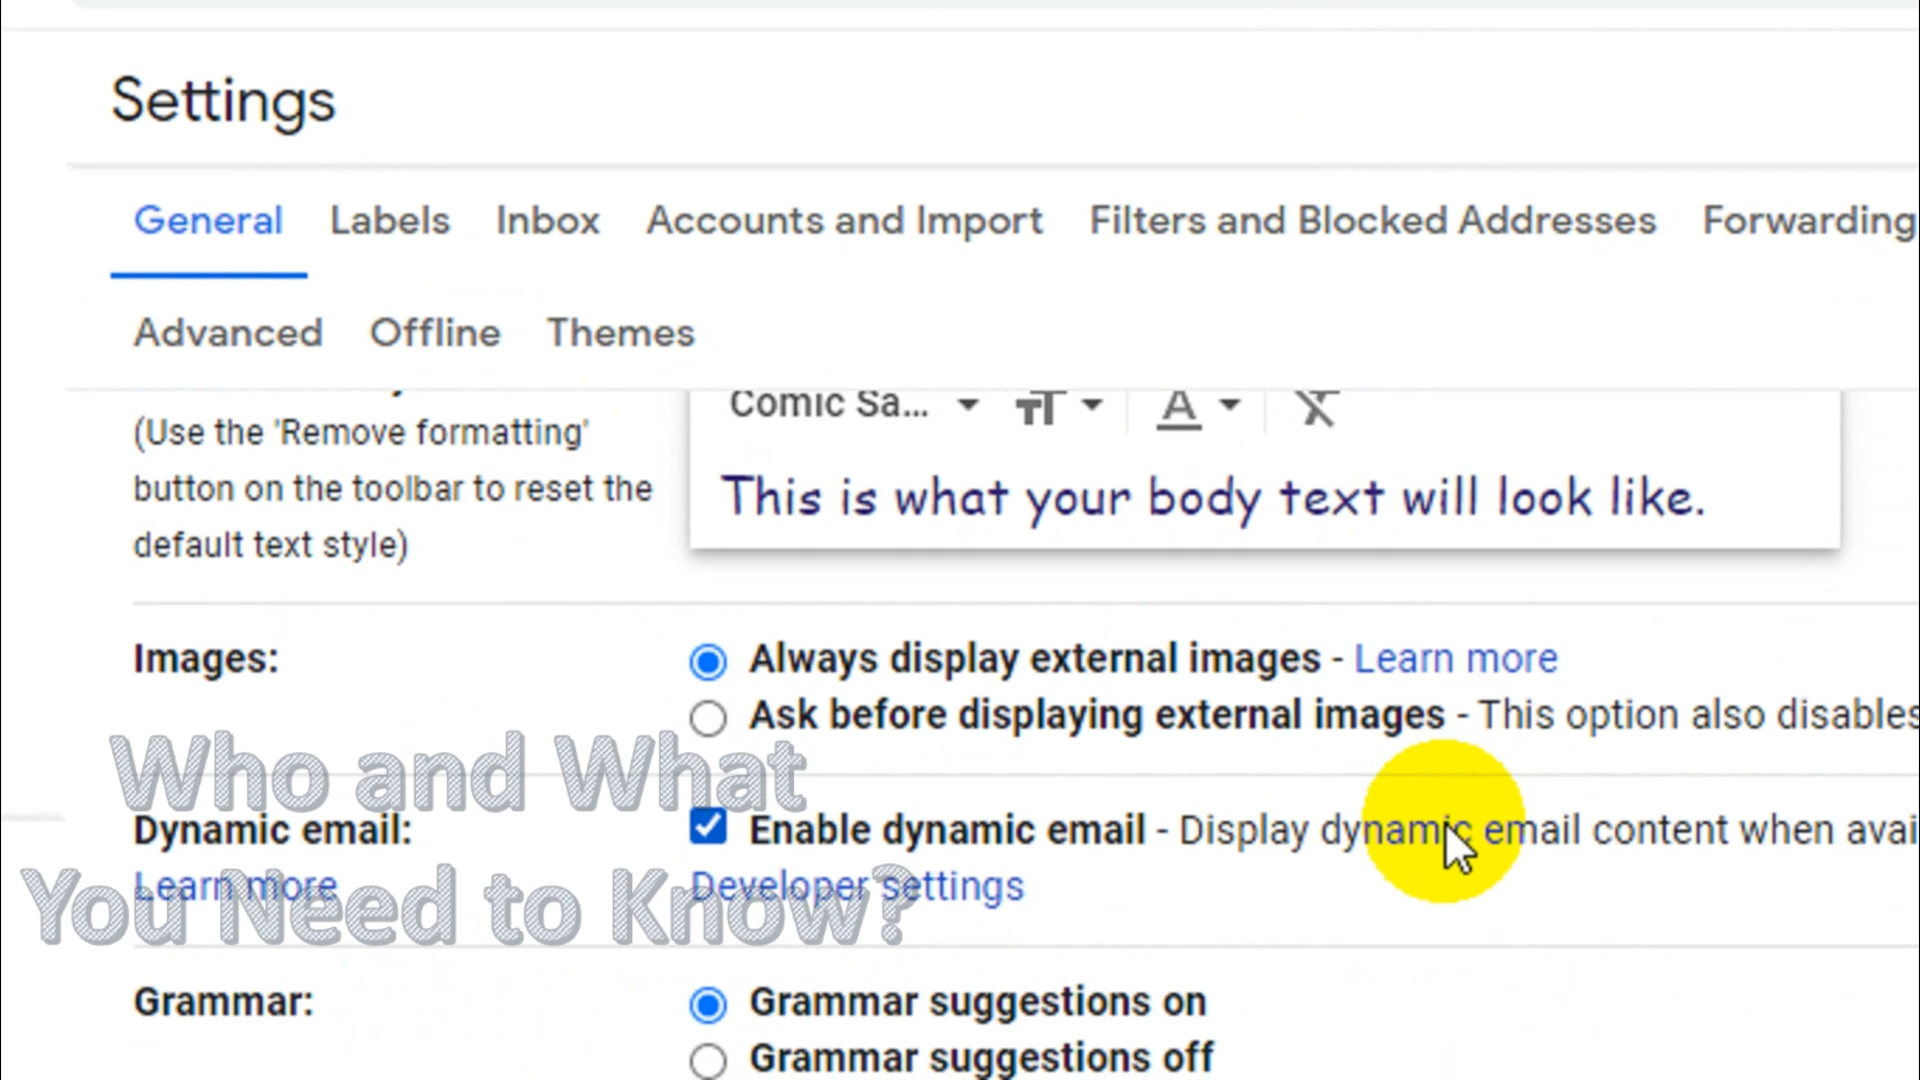 Settings
General Labels Inbox Accounts and Import Filters and Blocked Addresses Forwarding
Advanced Offline Themes
(Use the 'Remove formatting'
button on the toolbar to reset the
default text style)
Comic Sa...
This is what your body text will look like.
Images:
Always display external images - Learn more
Ask before displaying external images - This option also disables
Who and What
You Need to Know?
Dynamic email:
Learn more
Enable dynamic email - Display dynamic email content when avai
Developer settings
Grammar:
Grammar suggestions on
Grammar suggestions off